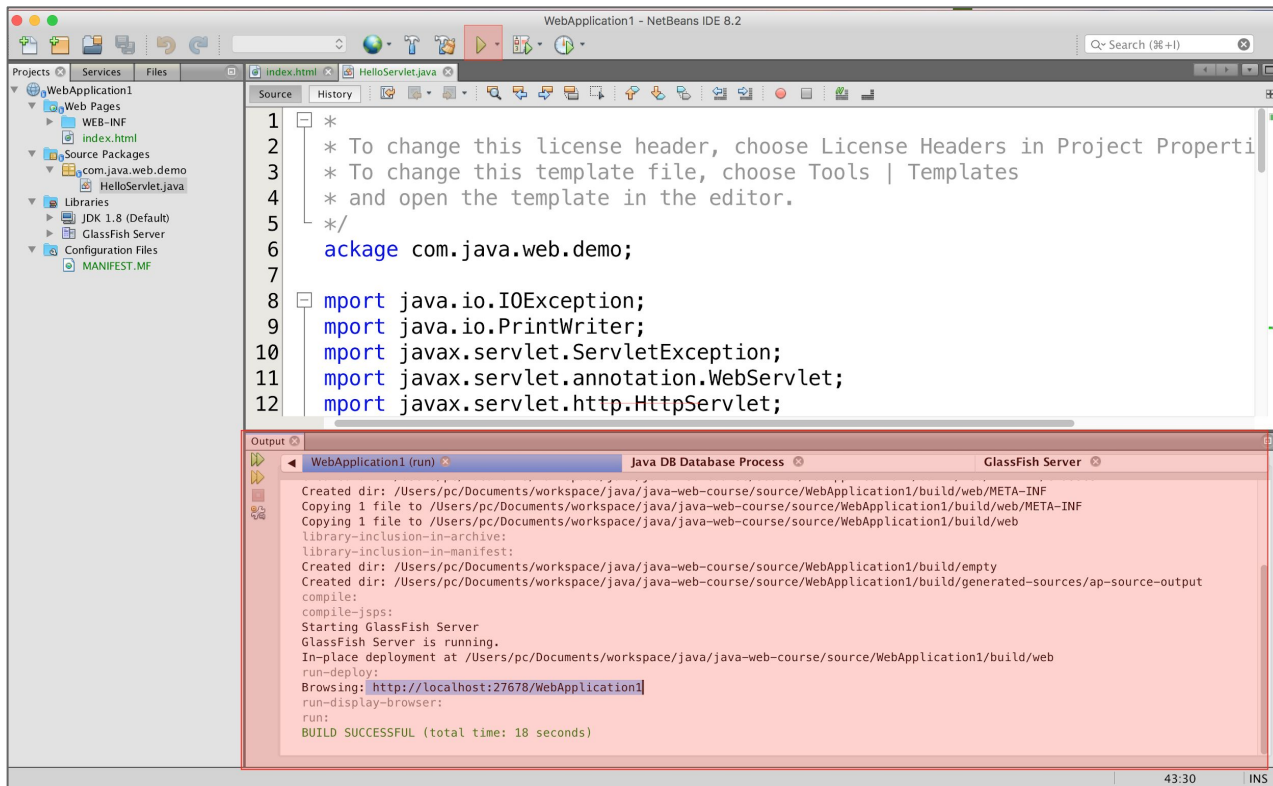 WebApplication1 - NetBeans IDE 8.2
Search (⌘+I)
Projects Services Files
index.html HelloServlet.java
WebApplication1
Web Pages
WEB-INF
index.html
Source Packages
com.java.web.demo
HelloServlet.java
Libraries
JDK 1.8 (Default)
GlassFish Server
Configuration Files
MANIFEST.MF
Source History
1 *
2 * To change this license header, choose License Headers in Project Properti
3 * To change this template file, choose Tools | Templates
4 * and open the template in the editor.
5 */
6 ackage com.java.web.demo;
7
8 mport java.io.IOException;
9 mport java.io.PrintWriter;
10 mport javax.servlet.ServletException;
11 mport javax.servlet.annotation.WebServlet;
12 mport javax.servlet.http.HttpServlet;
Output
WebApplication1 (run) Java DB Database Process GlassFish Server
Created dir: /Users/pc/Documents/workspace/java/java-web-course/source/WebApplication1/build/web/META-INF
Copying 1 file to /Users/pc/Documents/workspace/java/java-web-course/source/WebApplication1/build/web/META-INF
Copying 1 file to /Users/pc/Documents/workspace/java/java-web-course/source/WebApplication1/build/web
library-inclusion-in-archive:
library-inclusion-in-manifest:
Created dir: /Users/pc/Documents/workspace/java/java-web-course/source/WebApplication1/build/empty
Created dir: /Users/pc/Documents/workspace/java/java-web-course/source/WebApplication1/build/generated-sources/ap-source-output
compile:
compile-jsps:
Starting GlassFish Server
GlassFish Server is running.
In-place deployment at /Users/pc/Documents/workspace/java/java-web-course/source/WebApplication1/build/web
run-deploy:
Browsing: http://localhost:27678/WebApplication1
run-display-browser:
run:
BUILD SUCCESSFUL (total time: 18 seconds)
43:30 INS